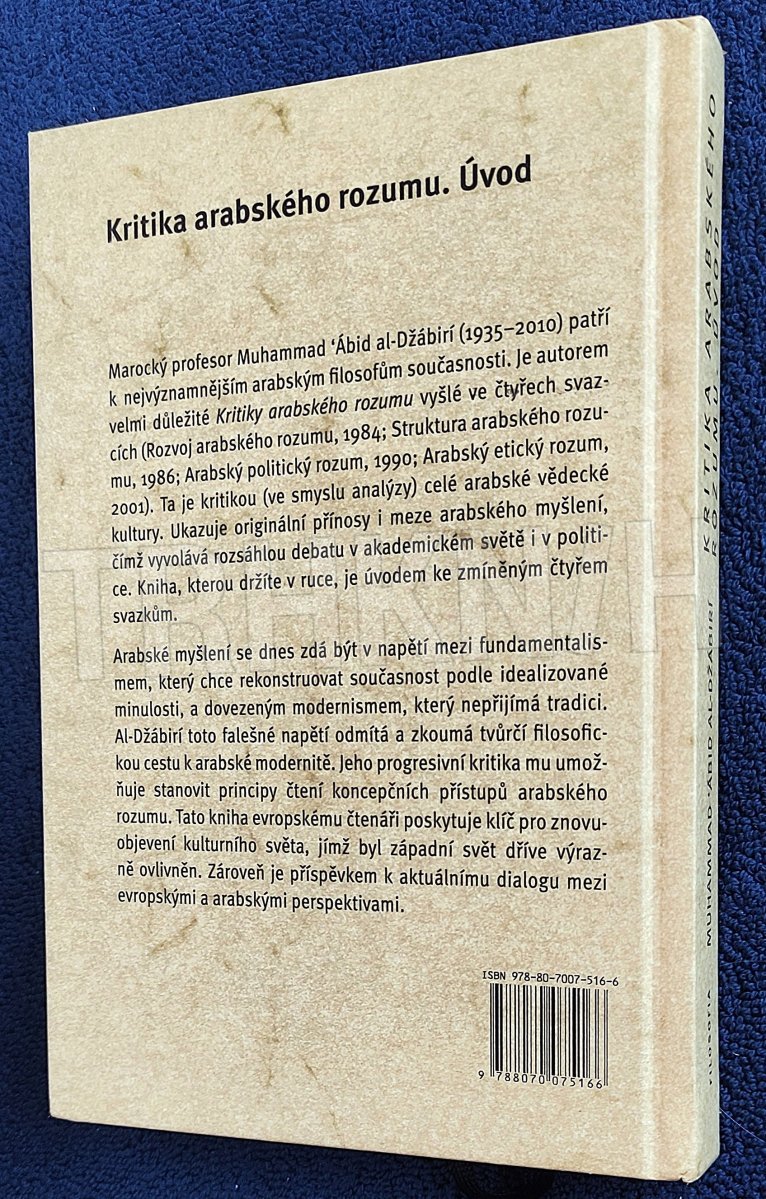 Kritika arabského rozumu. Úvod
Marocký profesor Muhammad ‘Ábid al-Džábirí (1935–2010) patří
k nejvýznamnějším arabským filosofům současnosti. Je autorem
velmi důležité Kritiky arabského rozumu vyšlé ve čtyřech svaz-
cích (Rozvoj arabského rozumu, 1984; Struktura arabského rozu-
mu, 1986; Arabský politický rozum, 1990; Arabský etický rozum,
2001). Ta je kritikou (ve smyslu analýzy) celé arabské vědecké
kultury. Ukazuje originální přínosy i meze arabského myšlení,
čímž vyvolává rozsáhlou debatu v akademickém světě i v politi-
ce. Kniha, kterou držíte v ruce, je úvodem ke zmíněným čtyřem
svazkům.
Arabské myšlení se dnes zdá být v napětí mezi fundamentalis-
mem, který chce rekonstruovat současnost podle idealizované
minulosti, a dovezeným modernismem, který nepřijímá tradici.
Al-Džábirí toto falešné napětí odmítá a zkoumá tvůrčí filosofic-
kou cestu k arabské modernitě. Jeho progresivní kritika mu umož-
ňuje stanovit principy čtení koncepčních přístupů arabského
rozumu. Tato kniha evropskému čtenáři poskytuje klíč pro znovu-
objevení kulturního světa, jímž byl západní svět dříve výraz-
ně ovlivněn. Zároveň je příspěvkem k aktuálnímu dialogu mezi
evropskými a arabskými perspektivami.
ISBN 978-80-7007-516-6
9 788070 075166
FILOSOFIA MUHAMMAD ‘ÁBID AL-DŽÁBIRÍ
KRITIKA ARABSKÉHO
ROZUMU. ÚVOD